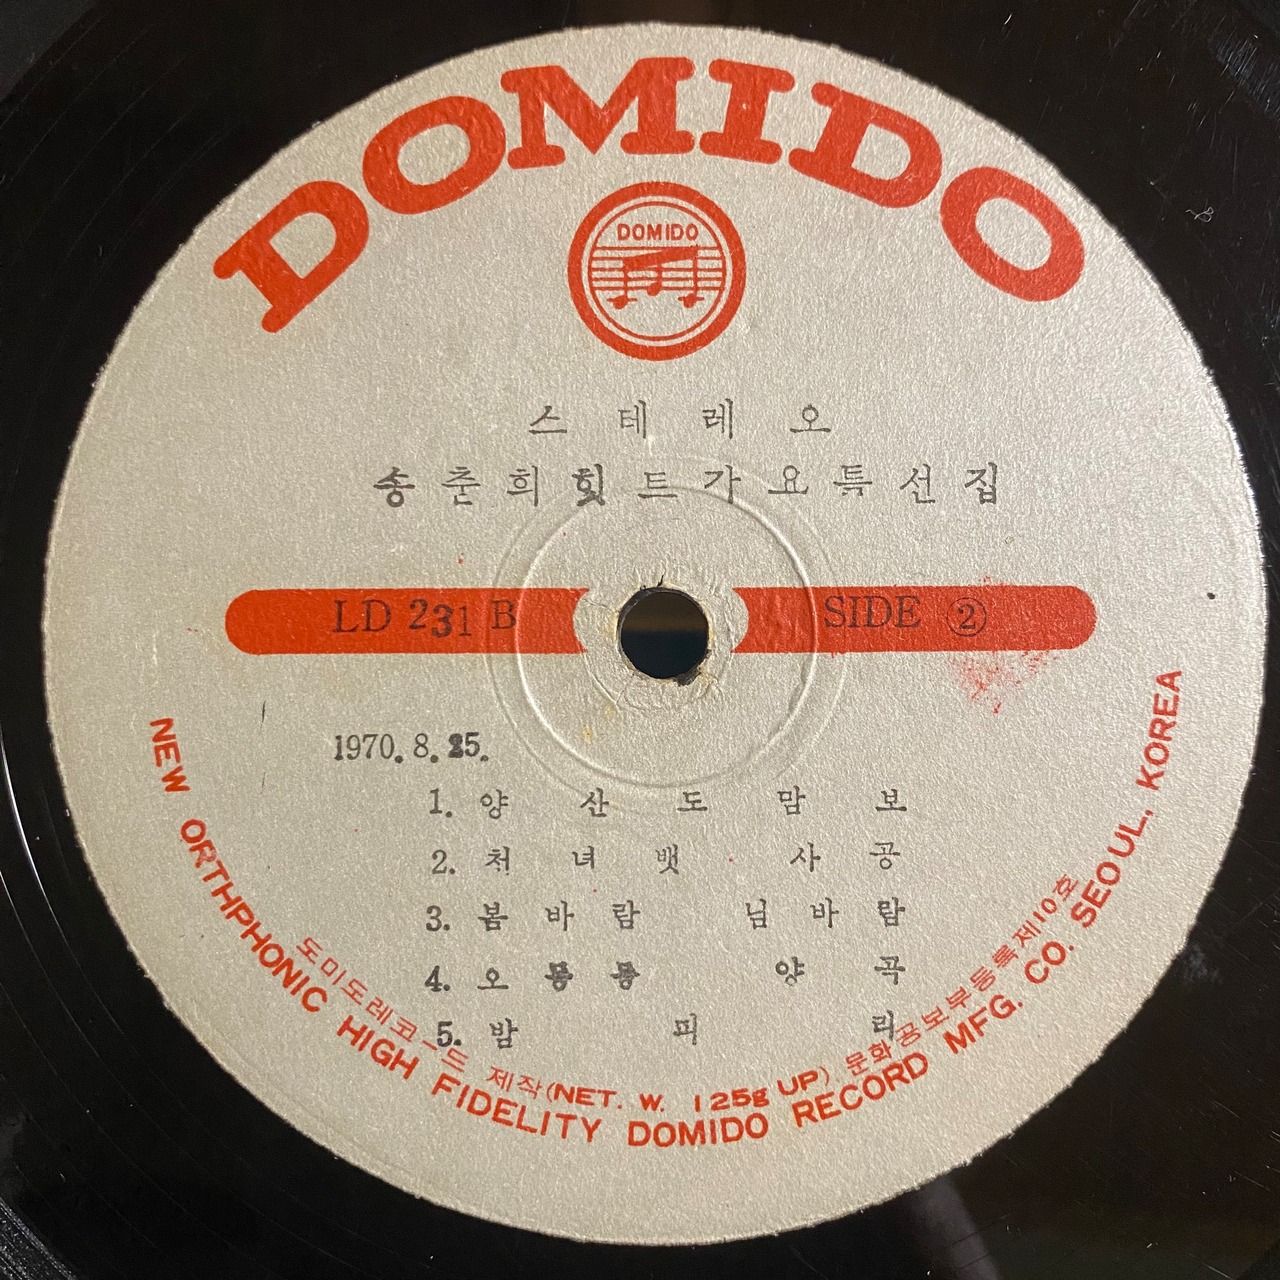 DOMIDO
DOMIDO
스테레오
송춘희힛트가요특선집
LD 231 B SIDE ②
1970. 8. 25.
1. 양산도맘보
2. 처녀뱃 사공
3. 봄바람 님바람
4. 오동동 양곡
5. 밤피리
도미도레코-드 제작(NET. W. 125g UP) 문화공보부등록제10호
NEW ORTHPHONIC HIGH FIDELITY DOMIDO RECORD MFG. CO. SEOUL, KOREA